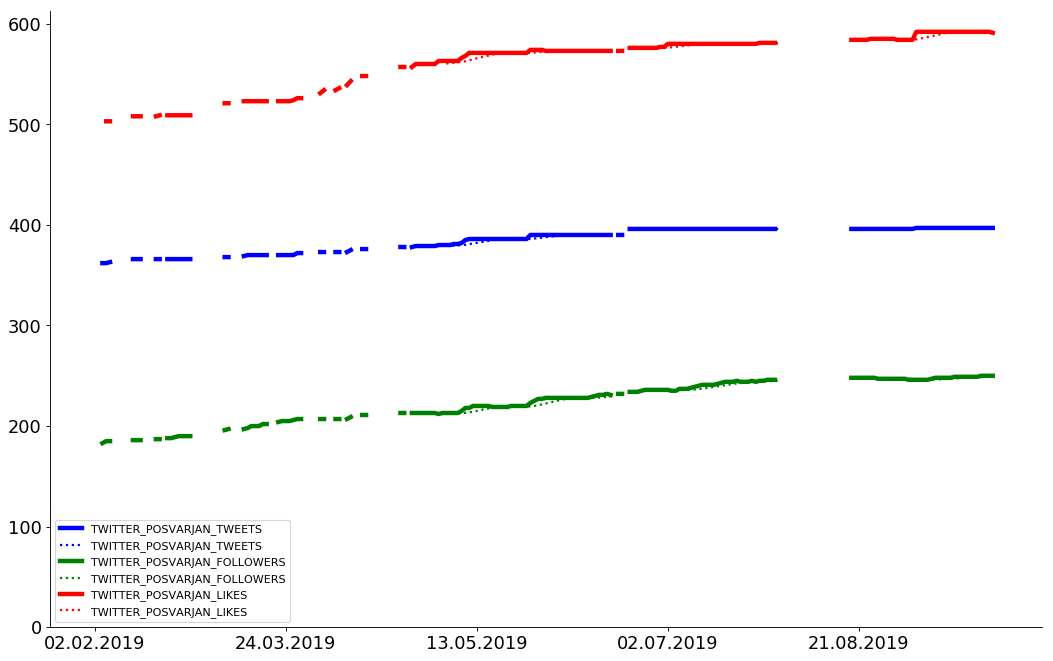 600
500
400
300
200
100
0
TWITTER_POSVARJAN_TWEETS
TWITTER_POSVARJAN_TWEETS
TWITTER_POSVARJAN_FOLLOWERS
TWITTER_POSVARJAN_FOLLOWERS
TWITTER_POSVARJAN_LIKES
TWITTER_POSVARJAN_LIKES
02.02.2019 24.03.2019 13.05.2019 02.07.2019 21.08.2019